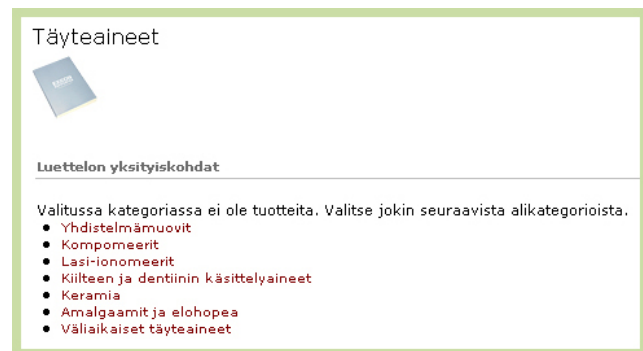 Täyteaineet
Luettelon yksityiskohdat
Valitussa kategoriassa ei ole tuotteita. Valitse jokin seuraavista alikategorioista.
Yhdistelmämuovit
Kompomeerit
Lasi-ionomeerit
Kiilteen ja dentiinin käsittelyaineet
Keramia
Amalgaamit ja elohopea
Väliaikaiset täyteaineet